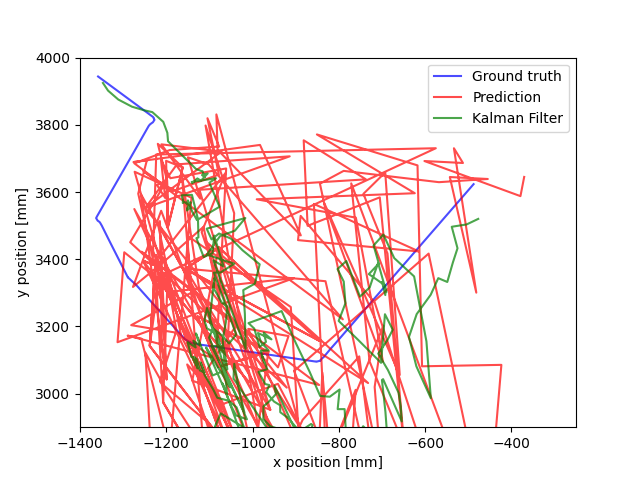 4000
3800
3600
3400
3200
3000
y position [mm]
−1400
−1200
−1000
−800
−600
−400
x position [mm]
Ground truth
Prediction
Kalman Filter